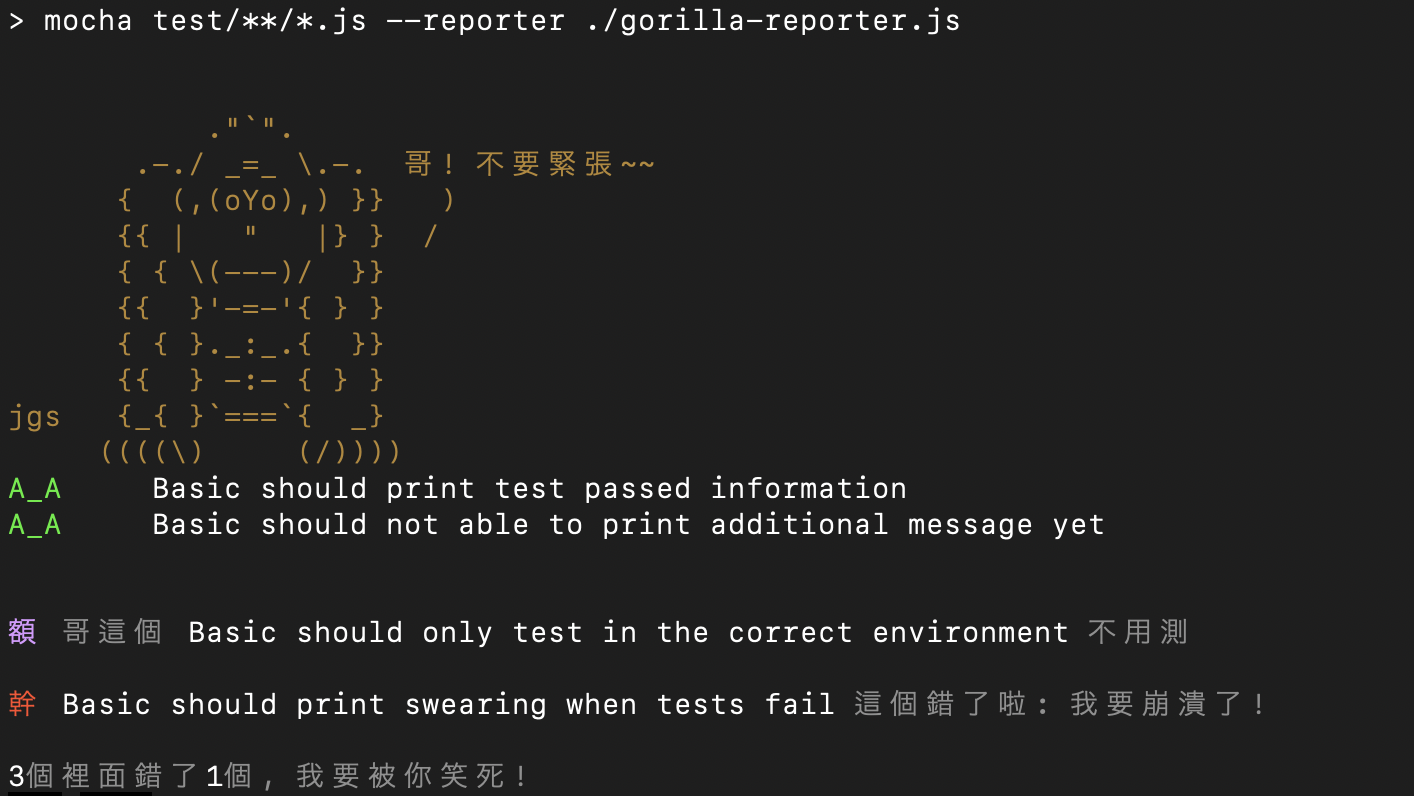 > mocha test/**/*.js --reporter ./gorilla-reporter.js
          ."`".
      .-./ _=_ \.-.  哥! 不要緊張~~
     {  (,(oYo),) }}   )
     {{ |   "   |} }  /
     { { \(---)/  }}
     {{  }'-=-'{ } }
     { { }._:_.{  }}
     {{  } -:- { } }
jgs  {_{ }`===`{  _}
    ((((\)     (/))))
A_A     Basic should print test passed information
A_A     Basic should not able to print additional message yet
額 哥這個 Basic should only test in the correct environment 不用測
幹 Basic should print swearing when tests fail 這個錯了啦: 我要崩潰了!
3個裡面錯了1個, 我要被你笑死!